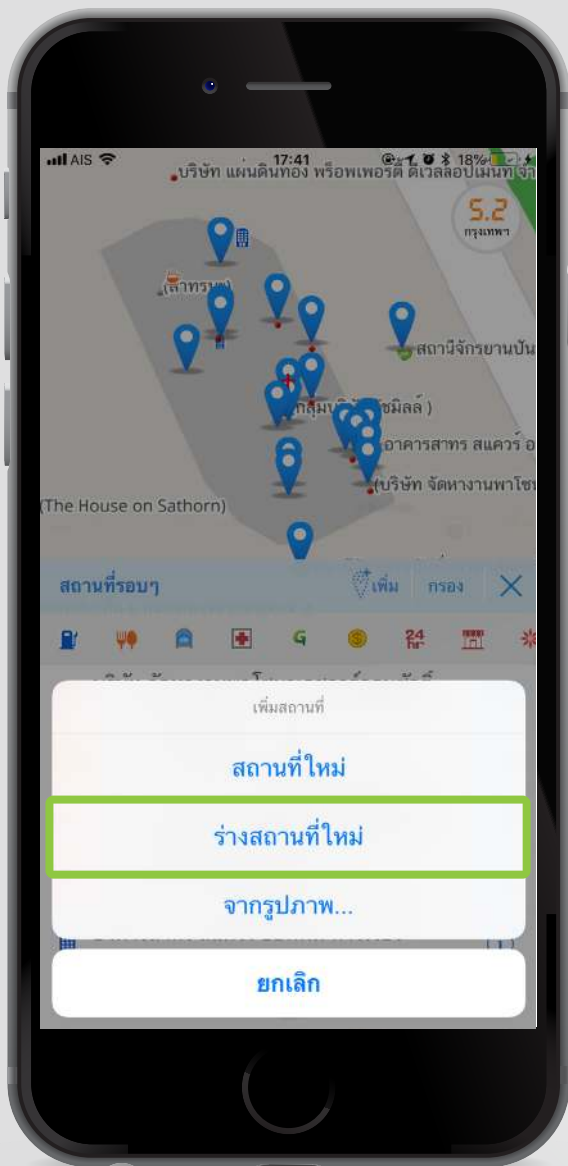 AIS 17:41 18%
บริษัท แผ่นดินทอง พร็อพเพอร์ตี้ ดีเวลลอปเม้นท์ จำ
5.2
กรุงเทพฯ
สถานีจักรยานปัน
อาคารสาทร สแควร์ อ
(บริษัท จัดหางานพาโซ
(The House on Sathorn)
สถานที่รอบๆ เพิ่ม กรอง
G 24 hr
เพิ่มสถานที่
สถานที่ใหม่
ร่างสถานที่ใหม่
จากรูปภาพ...
ยกเลิก